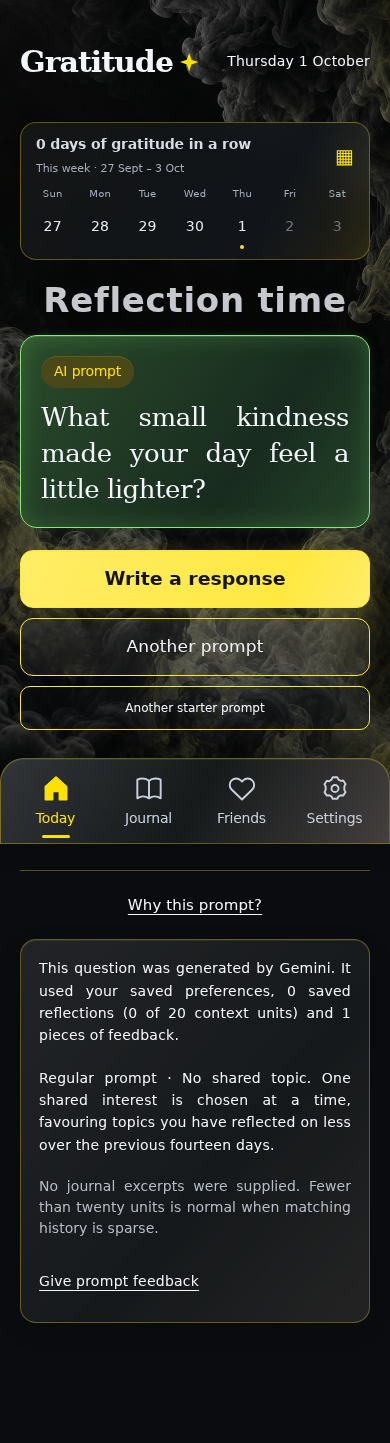 Gratitude
Thursday 1 October
0 days of gratitude in a row
This week · 27 Sept – 3 Oct
Sun Mon Tue Wed Thu Fri Sat
27 28 29 30 1 2 3
Reflection time
AI prompt
What small kindness
made your day feel a
little lighter?
Write a response
Another prompt
Another starter prompt
Today Journal Friends Settings
Why this prompt?
This question was generated by Gemini. It
used your saved preferences, 0 saved
reflections (0 of 20 context units) and 1
pieces of feedback.
Regular prompt · No shared topic. One
shared interest is chosen at a time,
favouring topics you have reflected on less
over the previous fourteen days.
No journal excerpts were supplied. Fewer
than twenty units is normal when matching
history is sparse.
Give prompt feedback